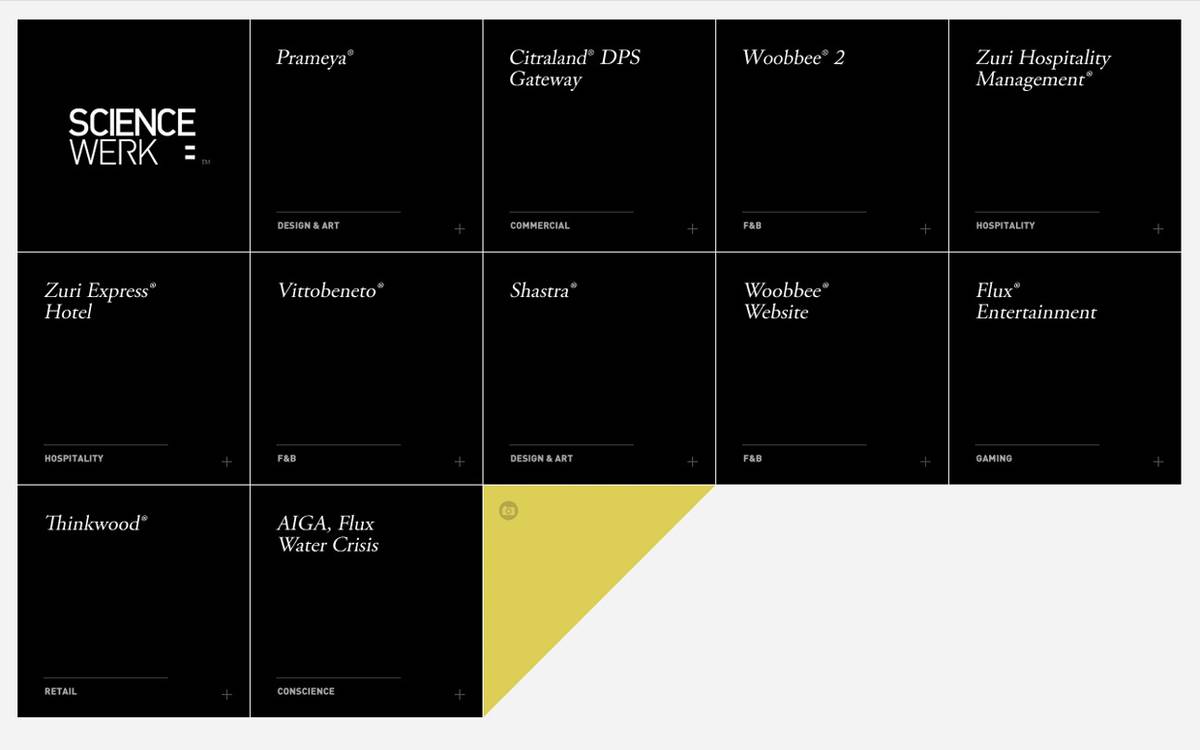 SCIENCE
WERK ™
Prameya®
DESIGN & ART
Citraland® DPS
Gateway
COMMERCIAL
Woobbee® 2
F&B
Zuri Hospitality
Management®
HOSPITALITY
Zuri Express®
Hotel
HOSPITALITY
Vittobeneto®
F&B
Shastra®
DESIGN & ART
Woobbee®
Website
F&B
Flux®
Entertainment
GAMING
Thinkwood®
RETAIL
AIGA, Flux
Water Crisis
CONSCIENCE